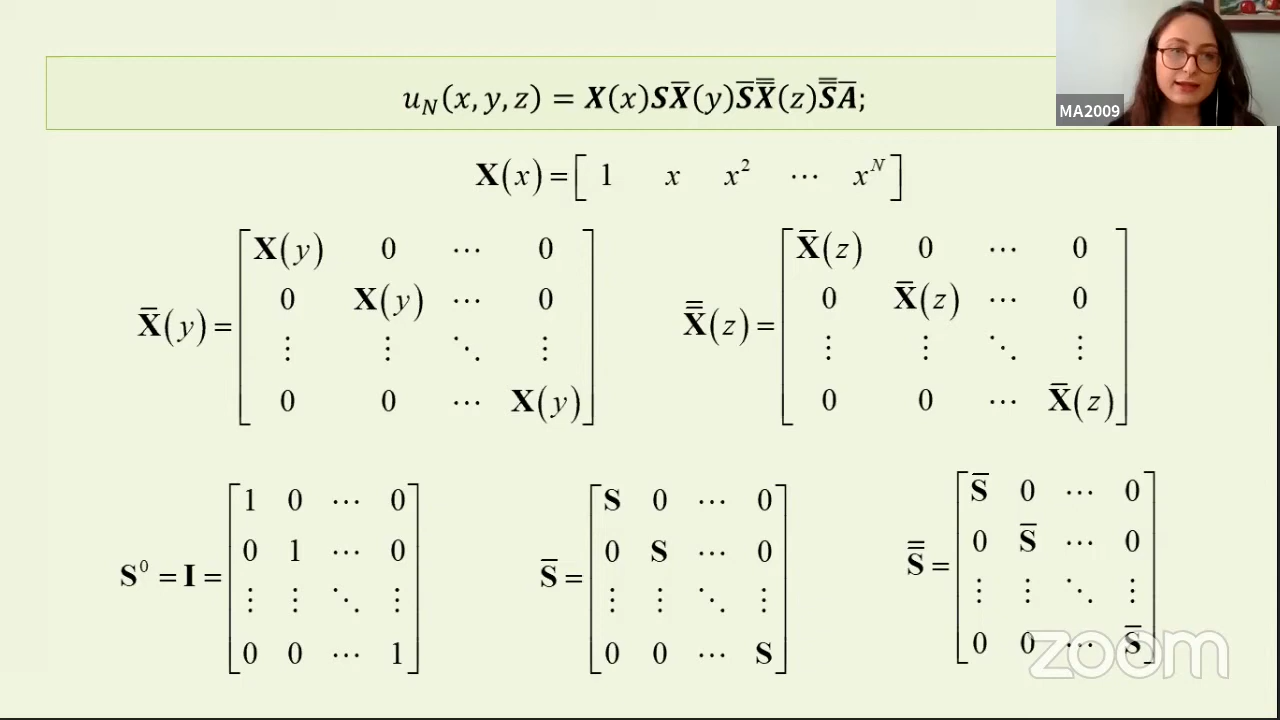 u_N(x, y, z) = X(x)SX̅(y)S̅X̿(z)S̿A̅;
MA2009
X(x) = [ 1 x x² ⋯ x^N ]
X̅(y) = [ X(y) 0 ⋯ 0
0 X(y) ⋯ 0
⋮ ⋮ ⋱ ⋮
0 0 ⋯ X(y) ]
X̿(z) = [ X̅(z) 0 ⋯ 0
0 X̅(z) ⋯ 0
⋮ ⋮ ⋱ ⋮
0 0 ⋯ X̅(z) ]
S⁰ = I = [ 1 0 ⋯ 0
0 1 ⋯ 0
⋮ ⋮ ⋱ ⋮
0 0 ⋯ 1 ]
S̅ = [ S 0 ⋯ 0
0 S ⋯ 0
⋮ ⋮ ⋱ ⋮
0 0 ⋯ S ]
S̿ = [ S̅ 0 ⋯ 0
0 S̅ ⋯ 0
⋮ ⋮ ⋱ ⋮
0 0 ⋯ S̅ ]
zoom